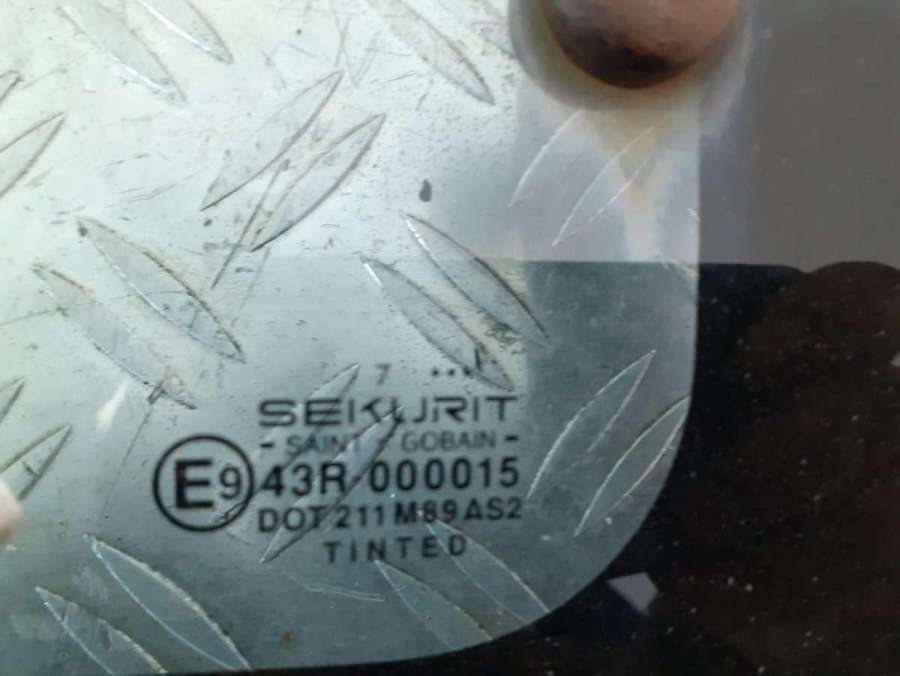 7 ....
SEKURIT
- SAINT - GOBAIN -
E9 43R-000015
DOT 211 M89 AS2
TINTED